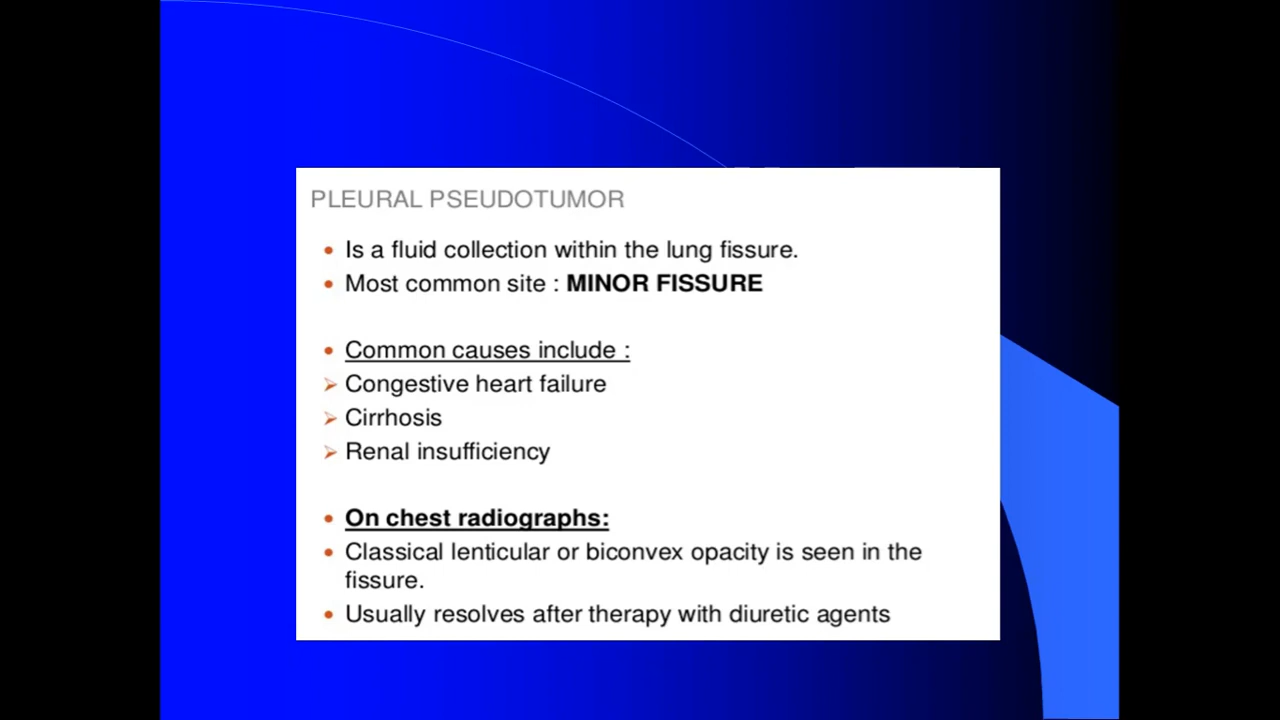 PLEURAL PSEUDOTUMOR
• Is a fluid collection within the lung fissure.
• Most common site : MINOR FISSURE
• Common causes include :
➢ Congestive heart failure
➢ Cirrhosis
➢ Renal insufficiency
• On chest radiographs:
• Classical lenticular or biconvex opacity is seen in the
fissure.
• Usually resolves after therapy with diuretic agents